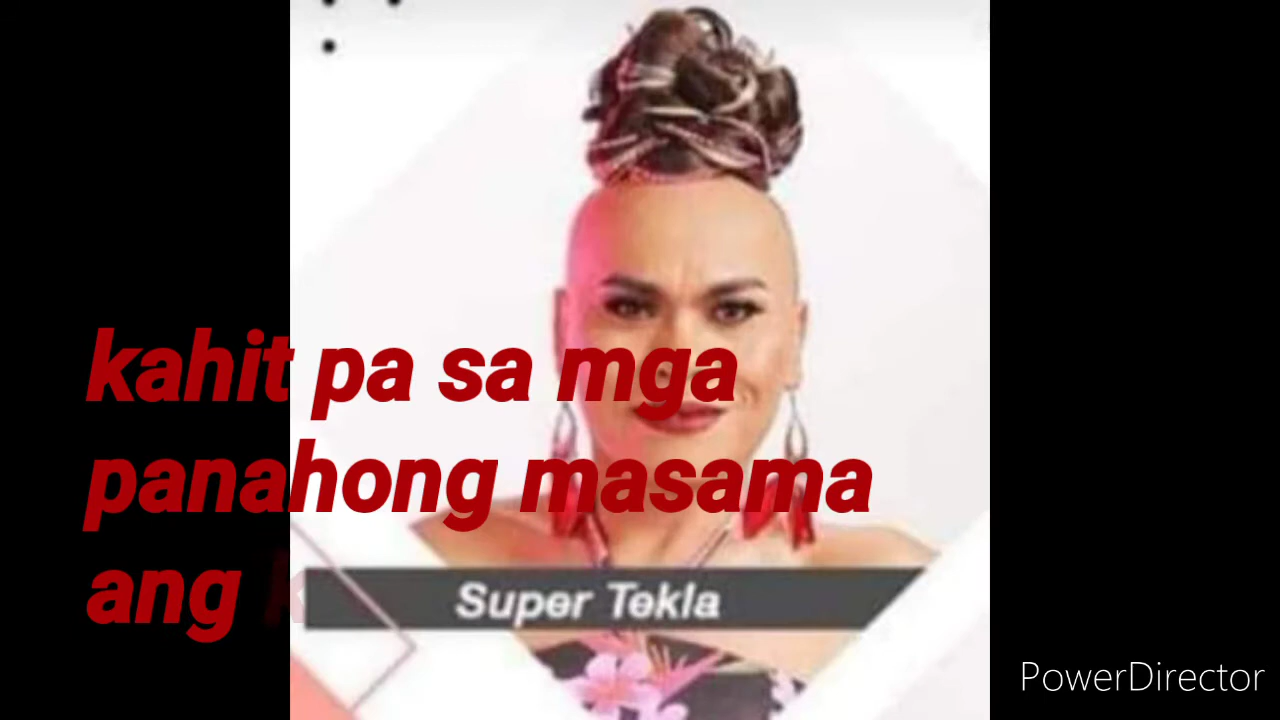 kahit pa sa mga
panahong masama
ang
Super Tekla
PowerDirector